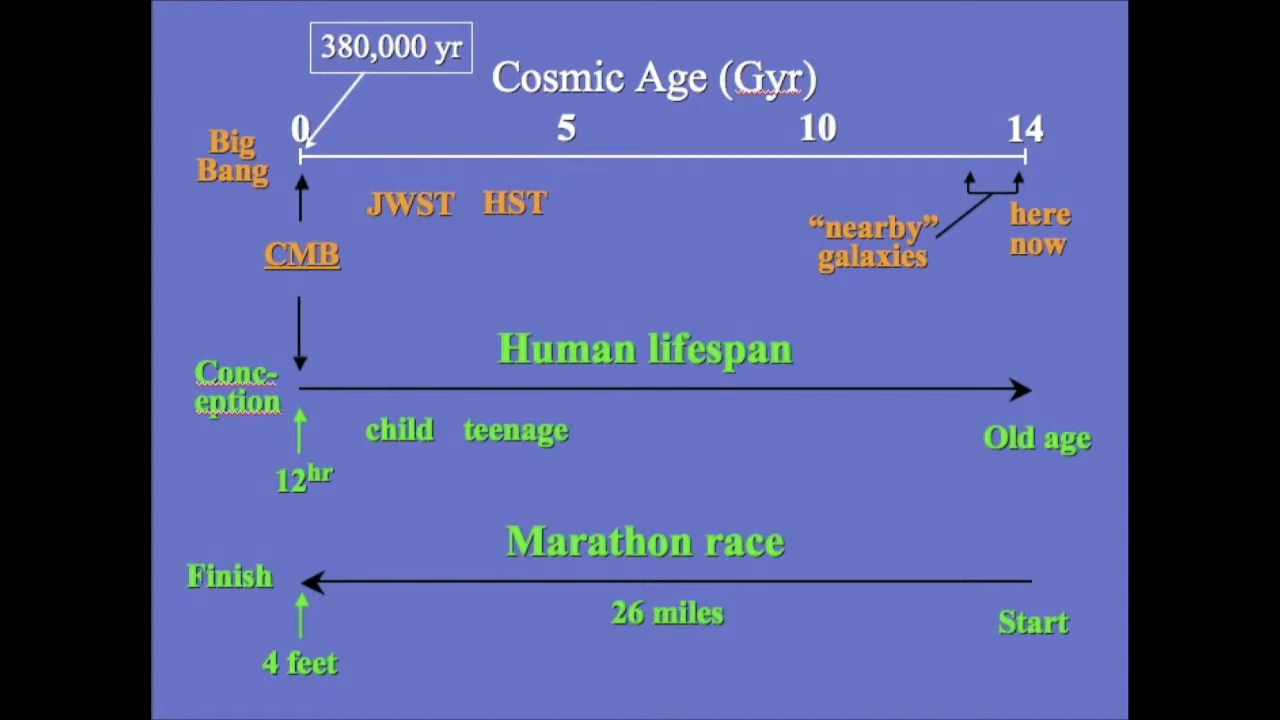 380,000 yr
Cosmic Age (Gyr)
0 5 10 14
Big
Bang
JWST HST
CMB
“nearby”
galaxies
here
now
Human lifespan
Conc-
eption
child teenage
Old age
12hr
Marathon race
Finish
26 miles
Start
4 feet